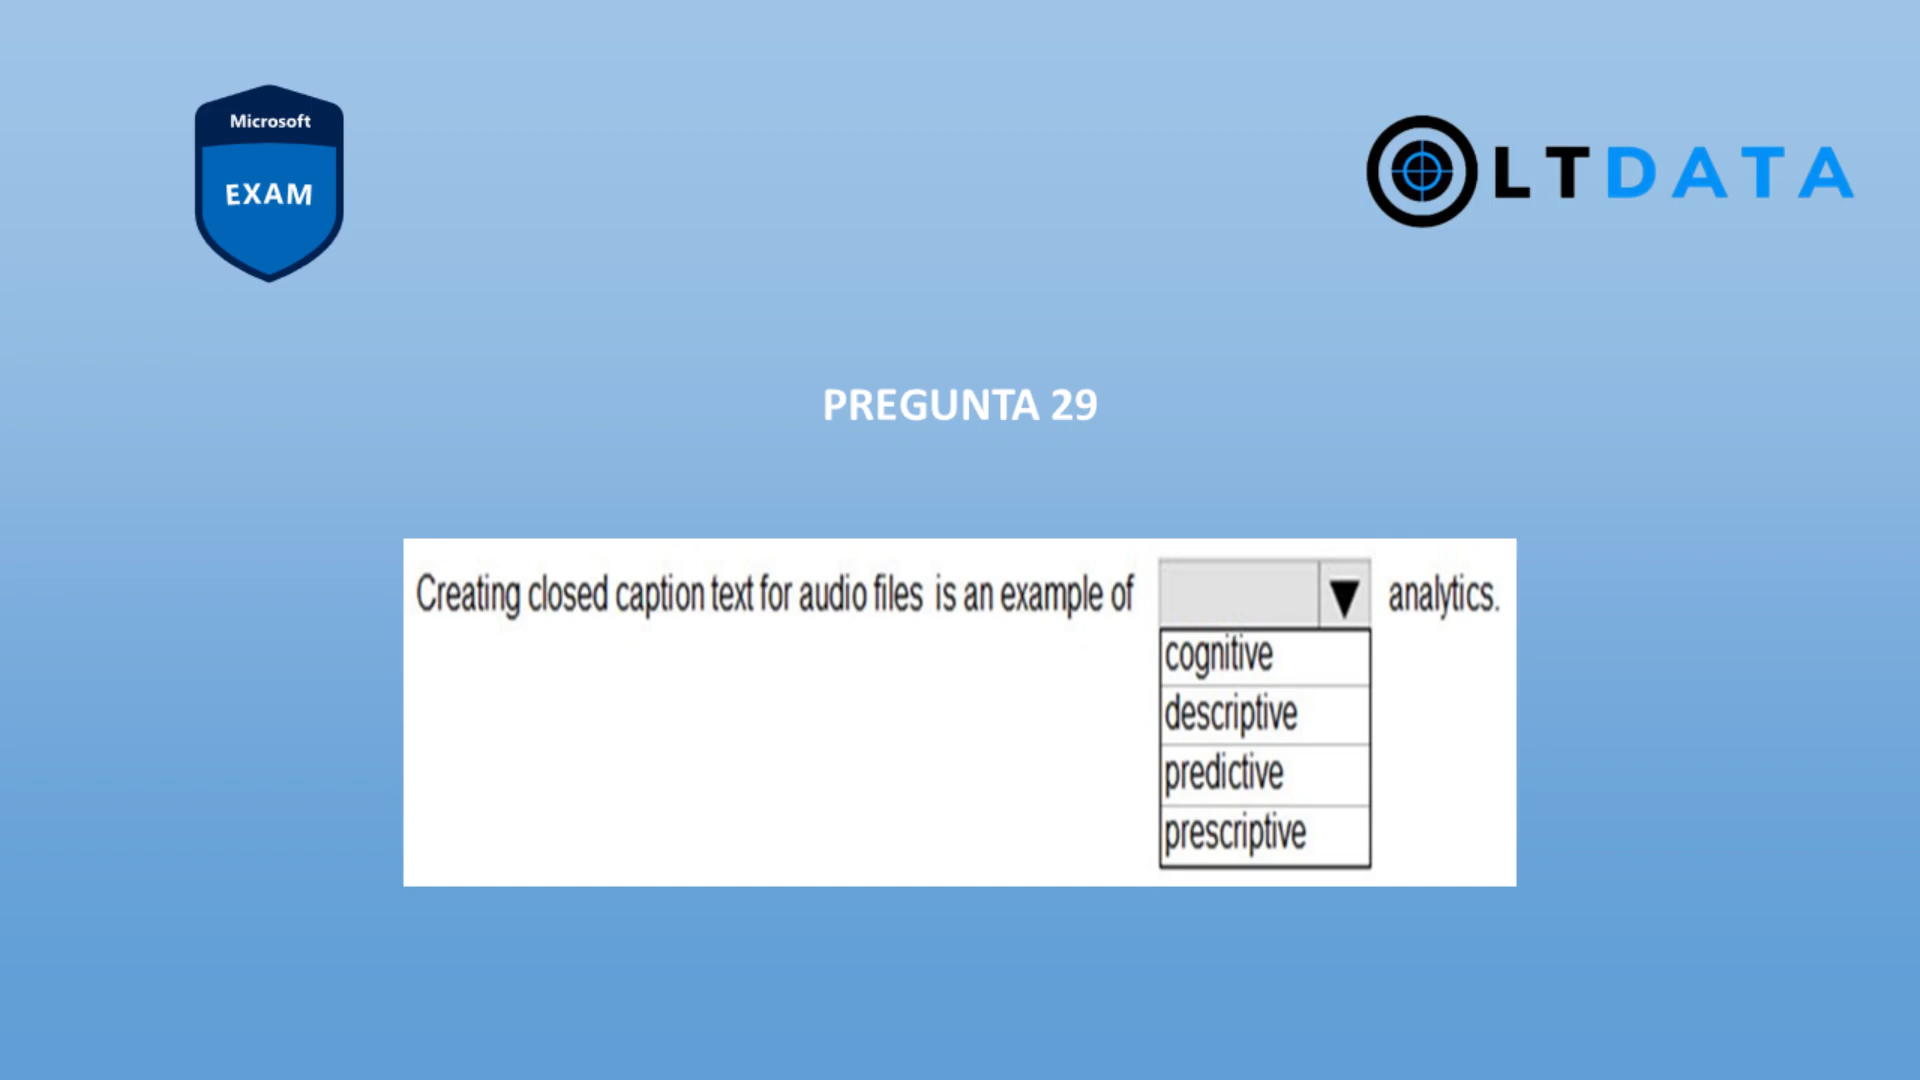 Microsoft
EXAM
LTDATA
PREGUNTA 29
Creating closed caption text for audio files is an example of analytics.
cognitive
descriptive
predictive
prescriptive